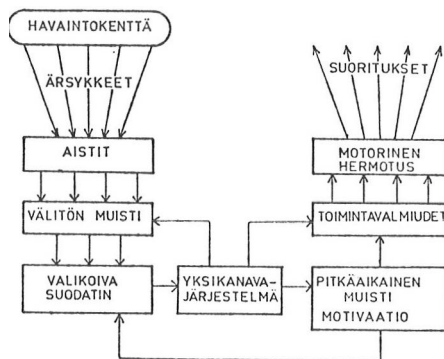 HAVAINTOKENTTÄ
ÄRSYKKEET
AISTIT
VÄLITÖN MUISTI
VALIKOIVA
SUODATIN
YKSIKANAVA-
JÄRJESTELMÄ
SUORITUKSET
MOTORINEN
HERMOTUS
TOIMINTAVALMIUDET
PITKÄAIKAINEN
MUISTI
MOTIVAATIO